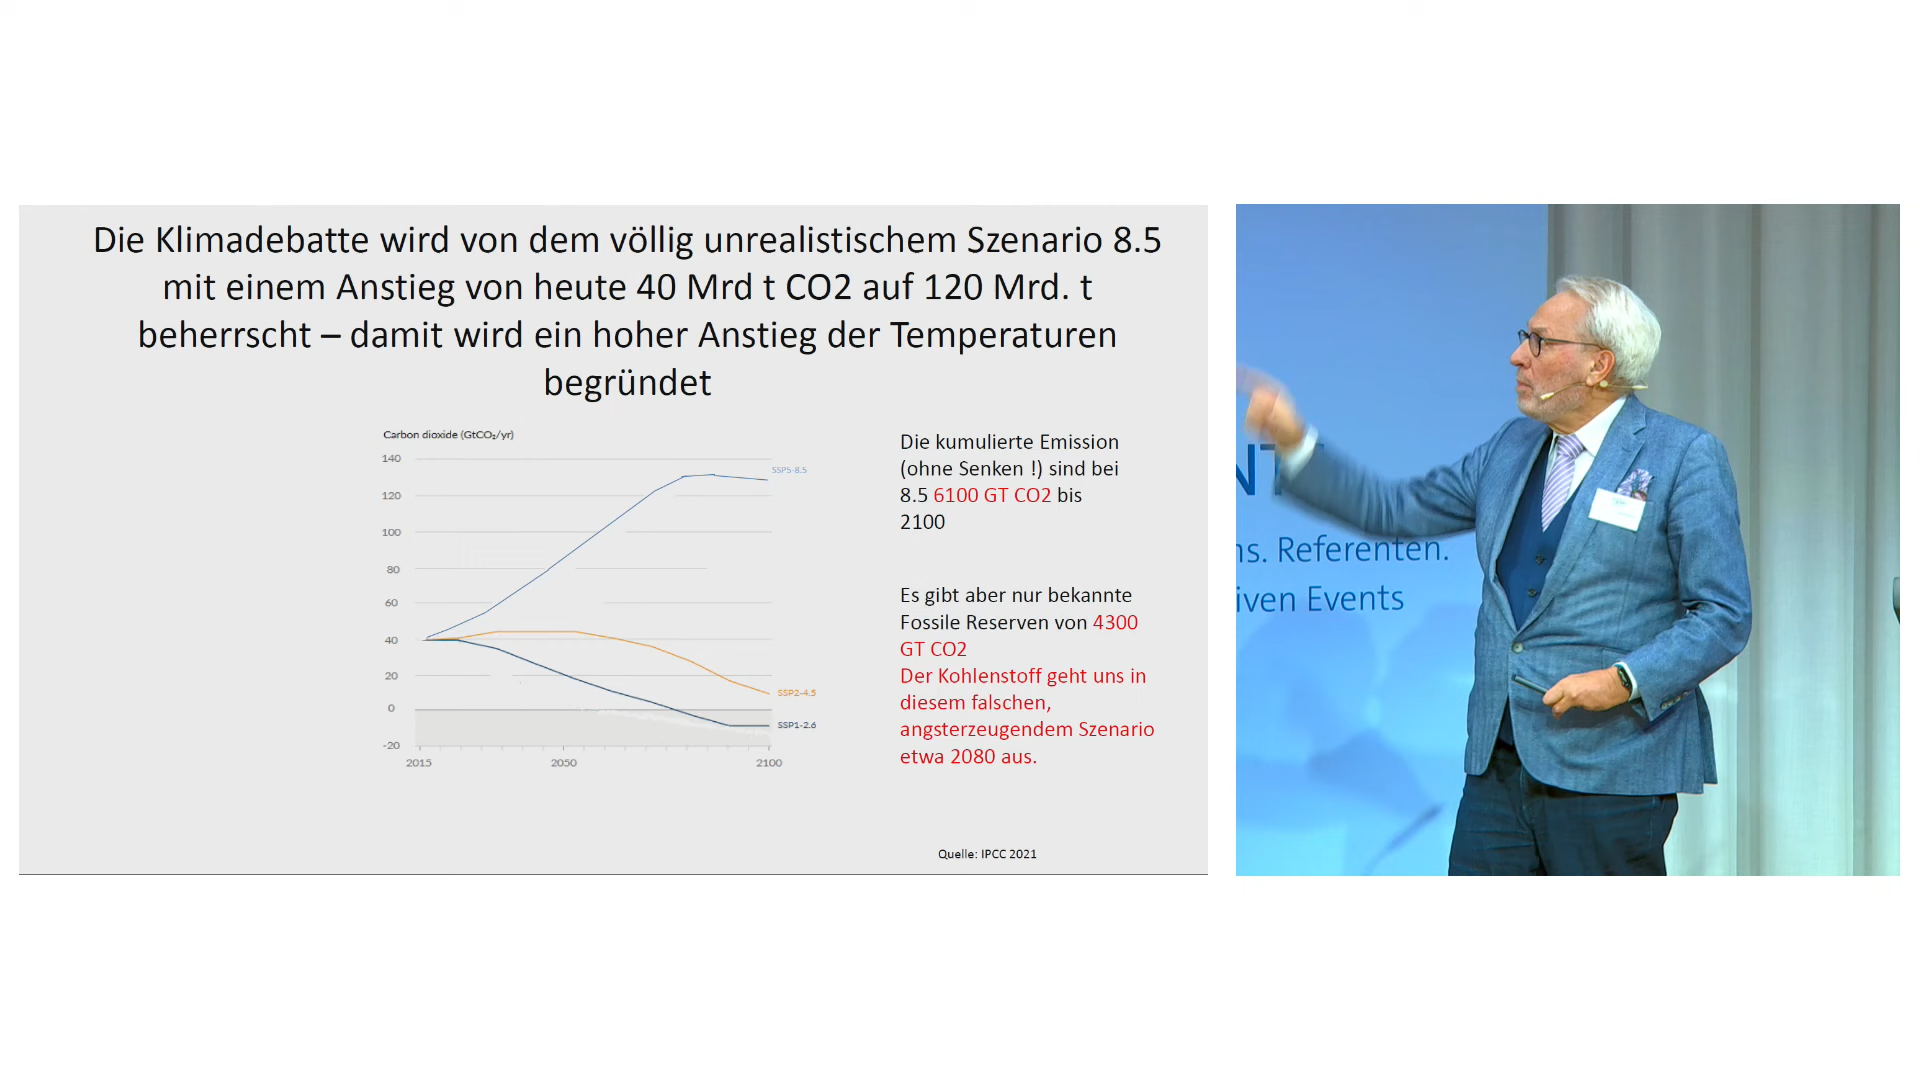 Die Klimadebatte wird von dem völlig unrealistischem Szenario 8.5
mit einem Anstieg von heute 40 Mrd t CO2 auf 120 Mrd. t
beherrscht – damit wird ein hoher Anstieg der Temperaturen
begründet
Carbon dioxide (GtCO₂/yr)
140
120
100
80
60
40
20
0
-20
2015
2050
2100
SSP5-8.5
SSP2-4.5
SSP1-2.6
Die kumulierte Emission
(ohne Senken !) sind bei
8.5 6100 GT CO2 bis
2100
Es gibt aber nur bekannte
Fossile Reserven von 4300
GT CO2
Der Kohlenstoff geht uns in
diesem falschen,
angsterzeugendem Szenario
etwa 2080 aus.
Quelle: IPCC 2021
NT
ns. Referenten.
iven Events